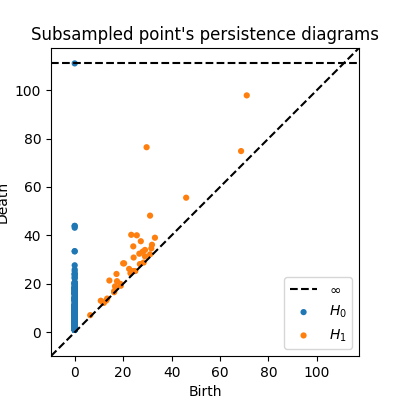 Subsampled point's persistence diagrams
100
80
60
40
20
0
Death
∞
H₀
H₁
0 20 40 60 80 100
Birth